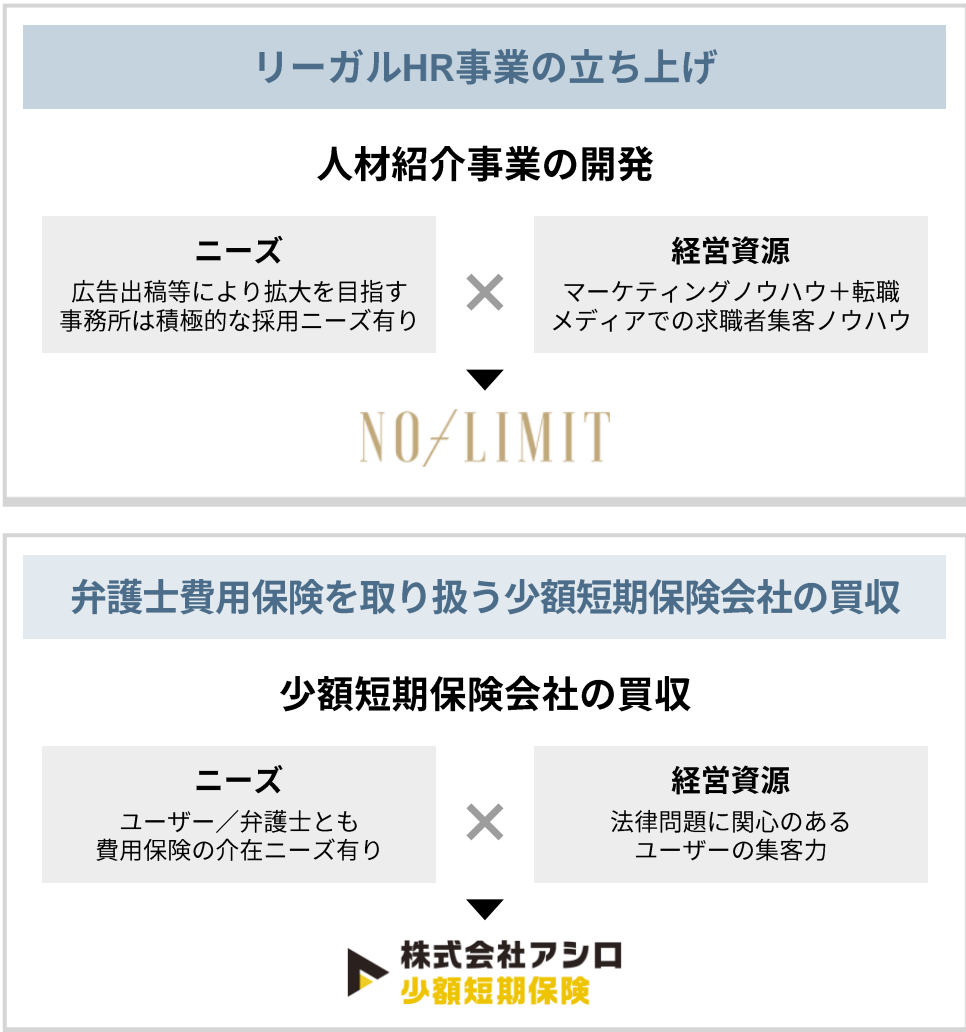 リーガルHR事業の立ち上げ
人材紹介事業の開発
ニーズ
広告出稿等により拡大を目指す
事務所は積極的な採用ニーズ有り
×
経営資源
マーケティングノウハウ＋転職
メディアでの求職者集客ノウハウ
NO/LIMIT
弁護士費用保険を取り扱う少額短期保険会社の買収
少額短期保険会社の買収
ニーズ
ユーザー／弁護士とも
費用保険の介在ニーズ有り
×
経営資源
法律問題に関心のある
ユーザーの集客力
株式会社アシロ
少額短期保険